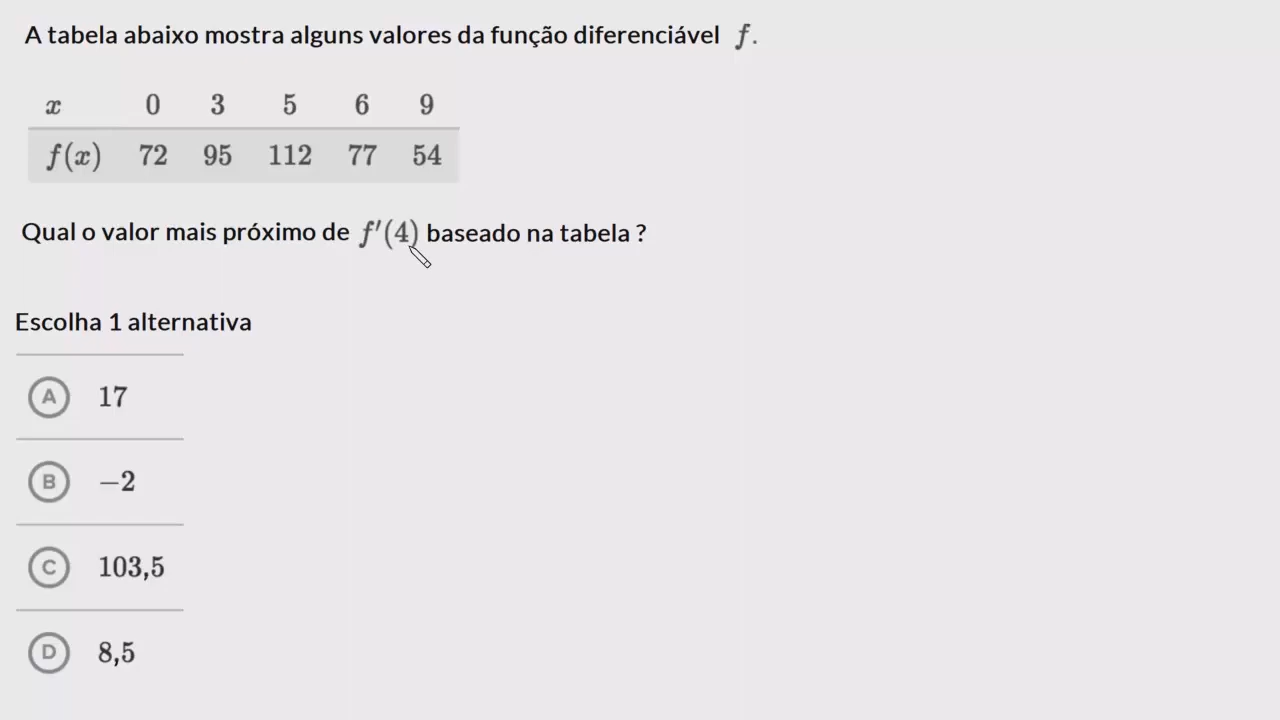 A tabela abaixo mostra alguns valores da função diferenciável f.
x 0 3 5 6 9
f(x) 72 95 112 77 54
Qual o valor mais próximo de f′(4) baseado na tabela ?
Escolha 1 alternativa
A 17
B −2
C 103,5
D 8,5